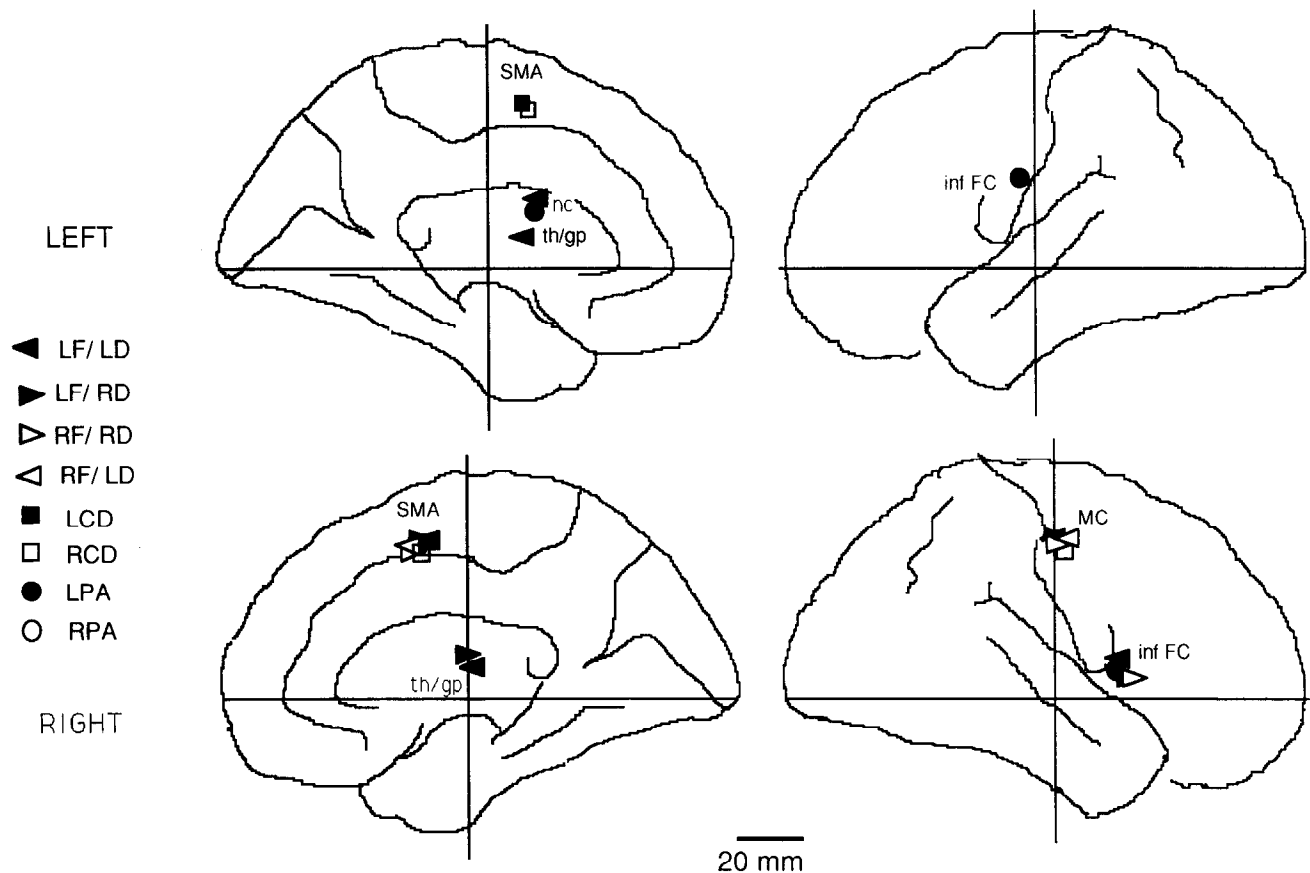 SMA
nc
th/gp
inf FC
LEFT
LF/ LD
LF/ RD
RF/ RD
RF/ LD
LCD
RCD
LPA
RPA
SMA
th/gp
MC
inf FC
RIGHT
20 mm